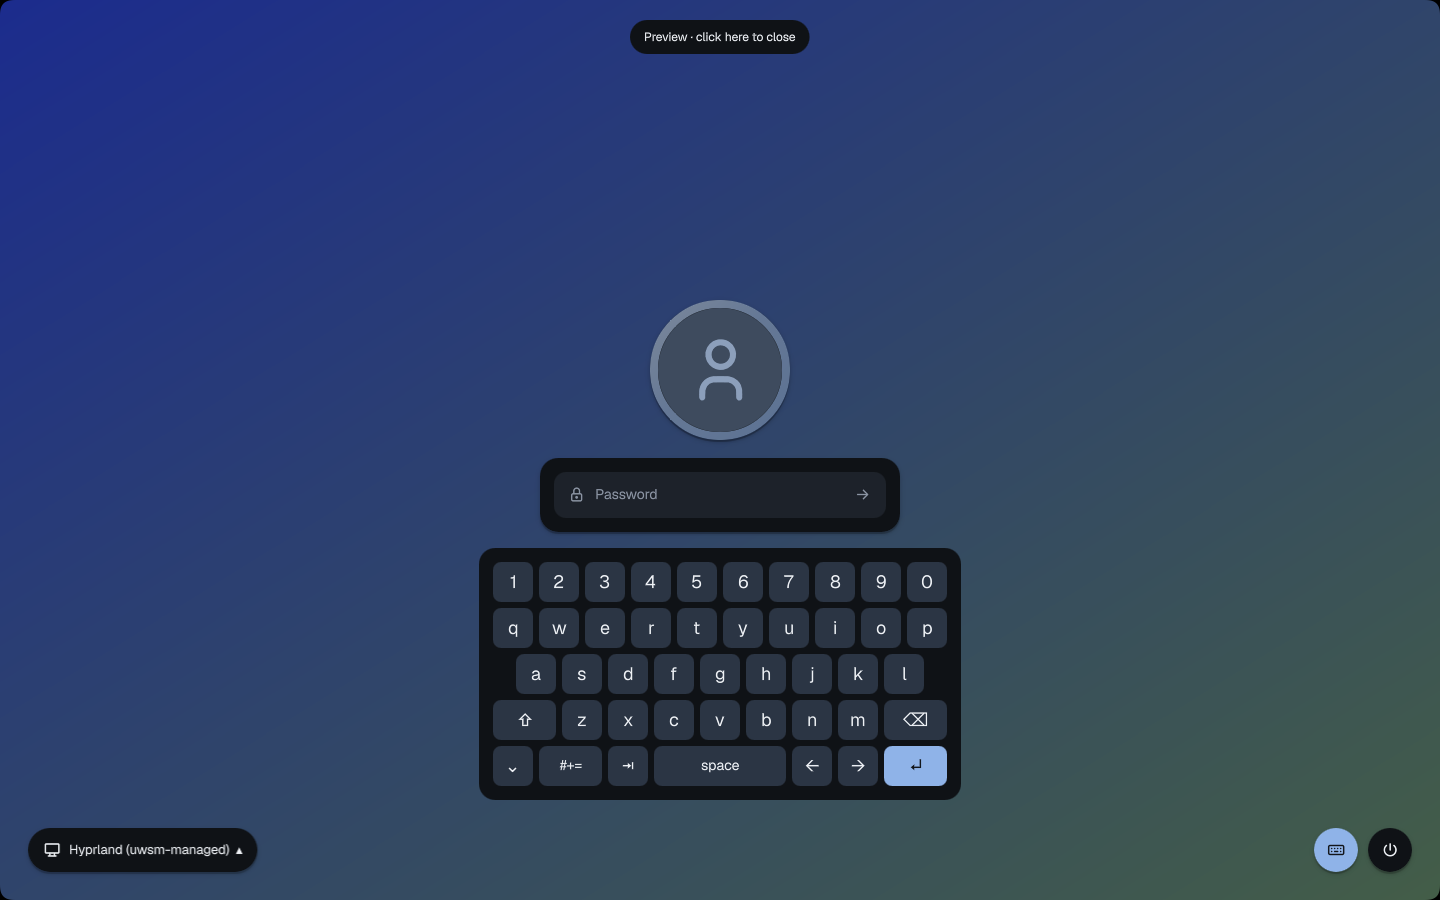 Preview · click here to close
Password
1 2 3 4 5 6 7 8 9 0
q w e r t y u i o p
a s d f g h j k l
⇧ z x c v b n m ⌫
⌄ #+= ⇥ space ← → ↵
Hyprland (uwsm-managed) ▲